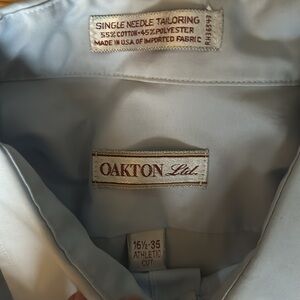 SINGLE NEEDLE TAILORING
55% COTTON • 45% POLYESTER
MADE IN U.S.A. OF IMPORTED FABRIC
OAKTON Ltd.
16½-35
ATHLETIC
CUT